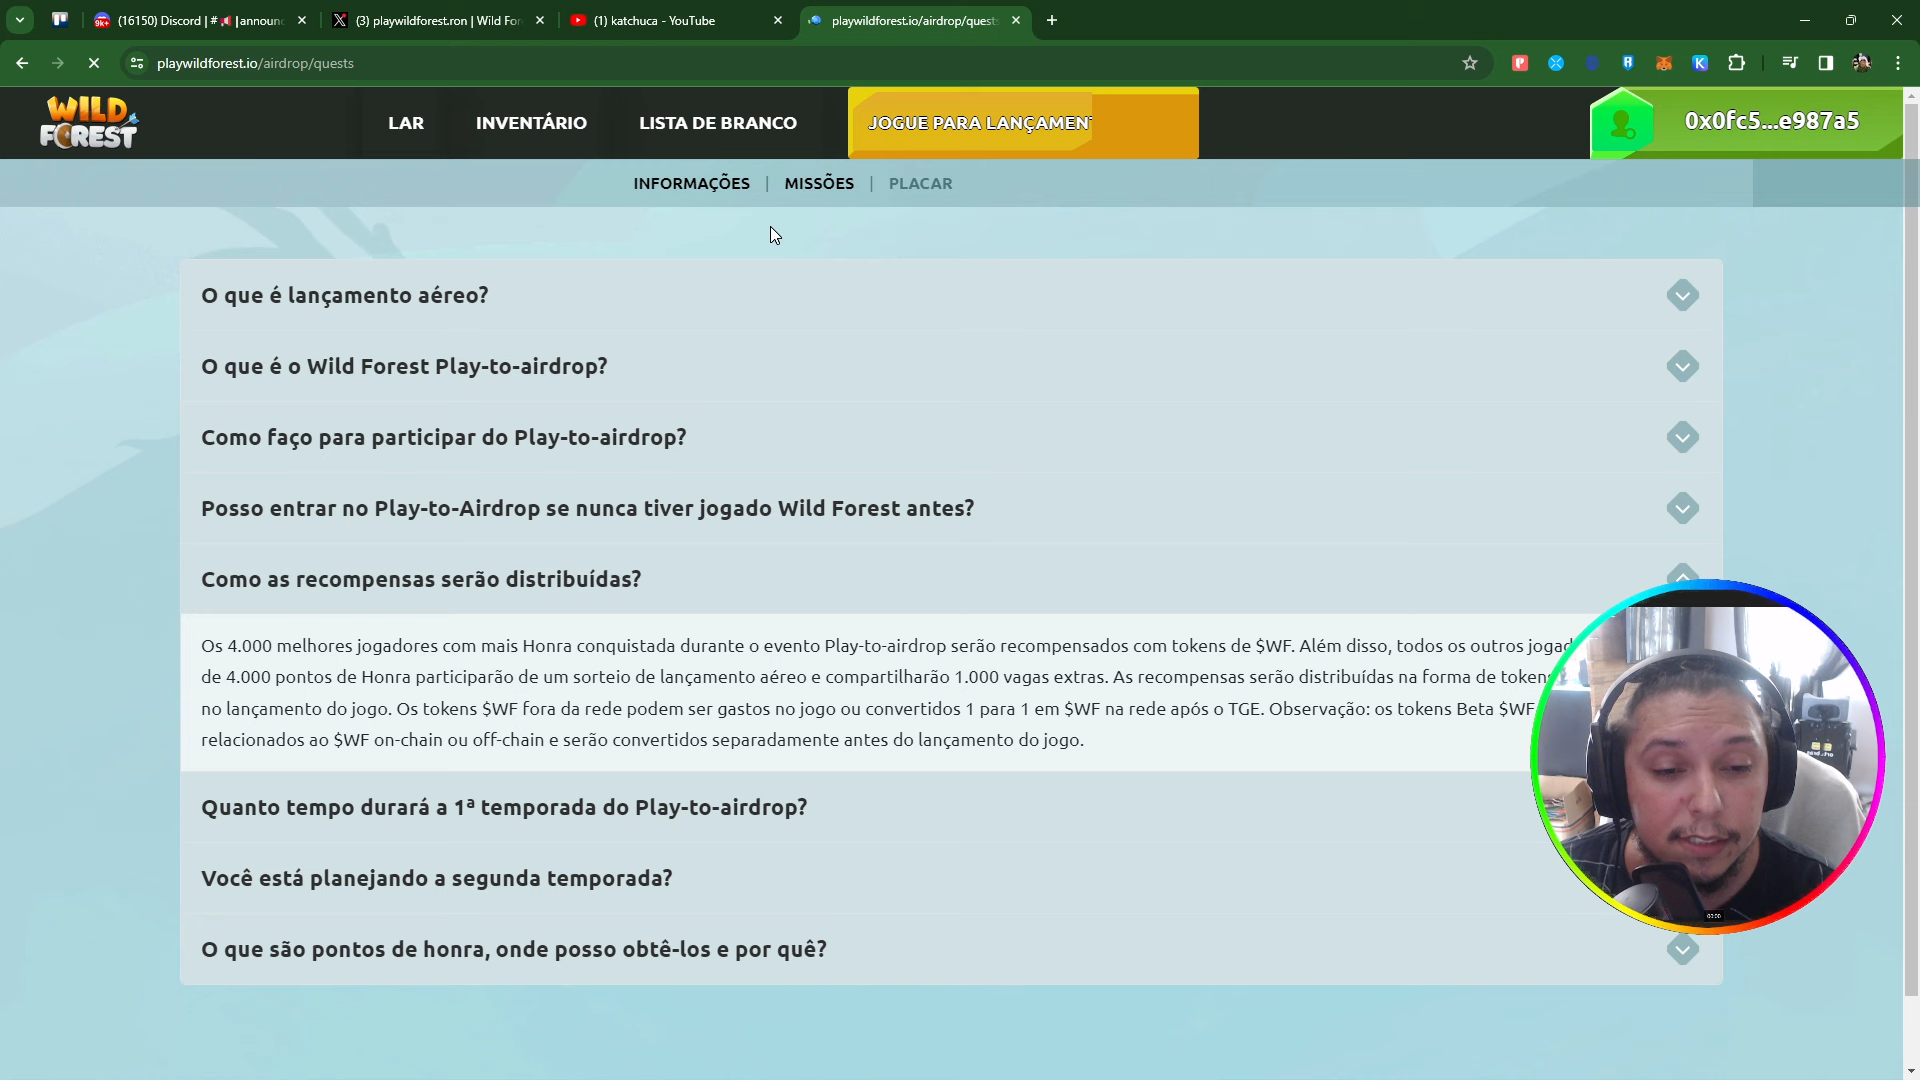 (16150) Discord | # 📢 |announc
(3) playwildforest.ron | Wild For
(1) katchuca - YouTube
playwildforest.io/airdrop/quests
playwildforest.io/airdrop/quests
WILD FOREST
LAR
INVENTÁRIO
LISTA DE BRANCO
JOGUE PARA LANÇAMENT
0x0fc5...e987a5
INFORMAÇÕES | MISSÕES | PLACAR
O que é lançamento aéreo?
O que é o Wild Forest Play-to-airdrop?
Como faço para participar do Play-to-airdrop?
Posso entrar no Play-to-Airdrop se nunca tiver jogado Wild Forest antes?
Como as recompensas serão distribuídas?
Os 4.000 melhores jogadores com mais Honra conquistada durante o evento Play-to-airdrop serão recompensados com tokens de $WF. Além disso, todos os outros jogad
de 4.000 pontos de Honra participarão de um sorteio de lançamento aéreo e compartilharão 1.000 vagas extras. As recompensas serão distribuídas na forma de tokens
no lançamento do jogo. Os tokens $WF fora da rede podem ser gastos no jogo ou convertidos 1 para 1 em $WF na rede após o TGE. Observação: os tokens Beta $WF
relacionados ao $WF on-chain ou off-chain e serão convertidos separadamente antes do lançamento do jogo.
Quanto tempo durará a 1ª temporada do Play-to-airdrop?
Você está planejando a segunda temporada?
O que são pontos de honra, onde posso obtê-los e por quê?
00:00